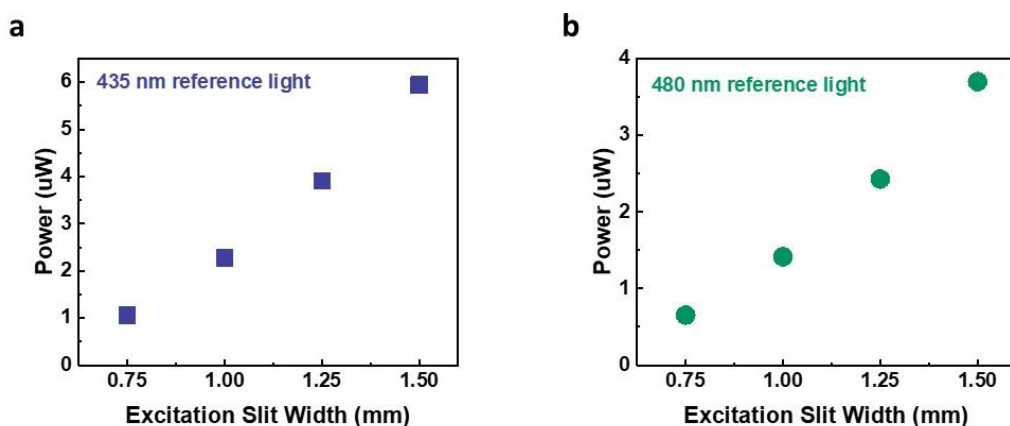 a
435 nm reference light
6
5
4
3
2
1
0
Power (uW)
0.75 1.00 1.25 1.50
Excitation Slit Width (mm)
b
480 nm reference light
4
3
2
1
0
Power (uW)
0.75 1.00 1.25 1.50
Excitation Slit Width (mm)